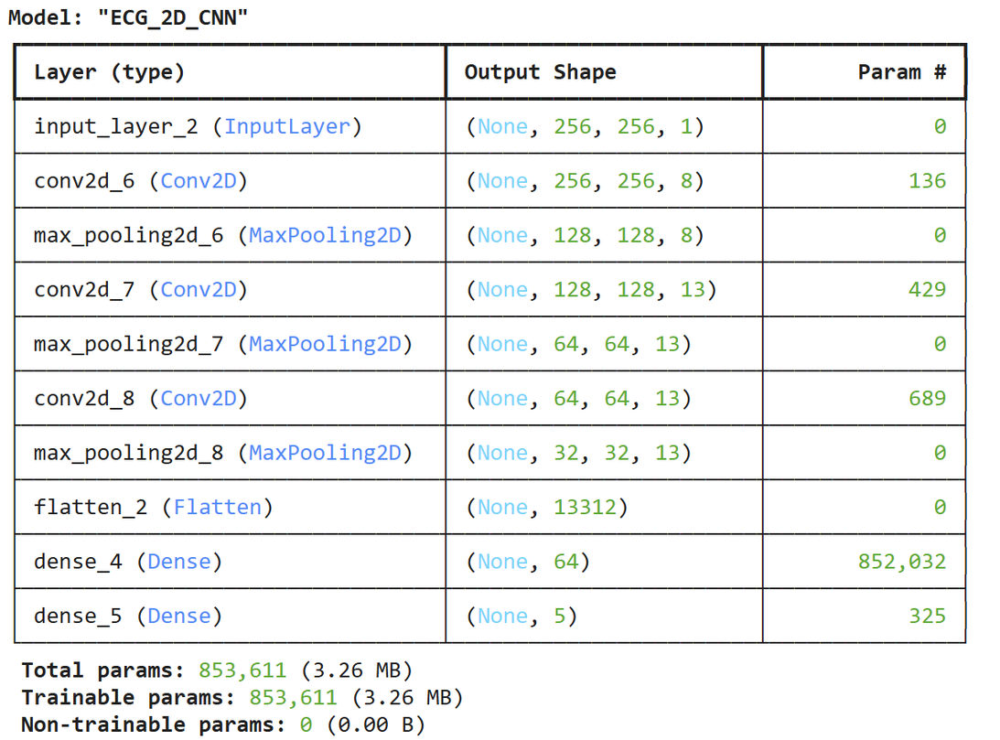 Model: "ECG_2D_CNN"
Layer (type) Output Shape Param #
input_layer_2 (InputLayer) (None, 256, 256, 1) 0
conv2d_6 (Conv2D) (None, 256, 256, 8) 136
max_pooling2d_6 (MaxPooling2D) (None, 128, 128, 8) 0
conv2d_7 (Conv2D) (None, 128, 128, 13) 429
max_pooling2d_7 (MaxPooling2D) (None, 64, 64, 13) 0
conv2d_8 (Conv2D) (None, 64, 64, 13) 689
max_pooling2d_8 (MaxPooling2D) (None, 32, 32, 13) 0
flatten_2 (Flatten) (None, 13312) 0
dense_4 (Dense) (None, 64) 852,032
dense_5 (Dense) (None, 5) 325
Total params: 853,611 (3.26 MB)
Trainable params: 853,611 (3.26 MB)
Non-trainable params: 0 (0.00 B)